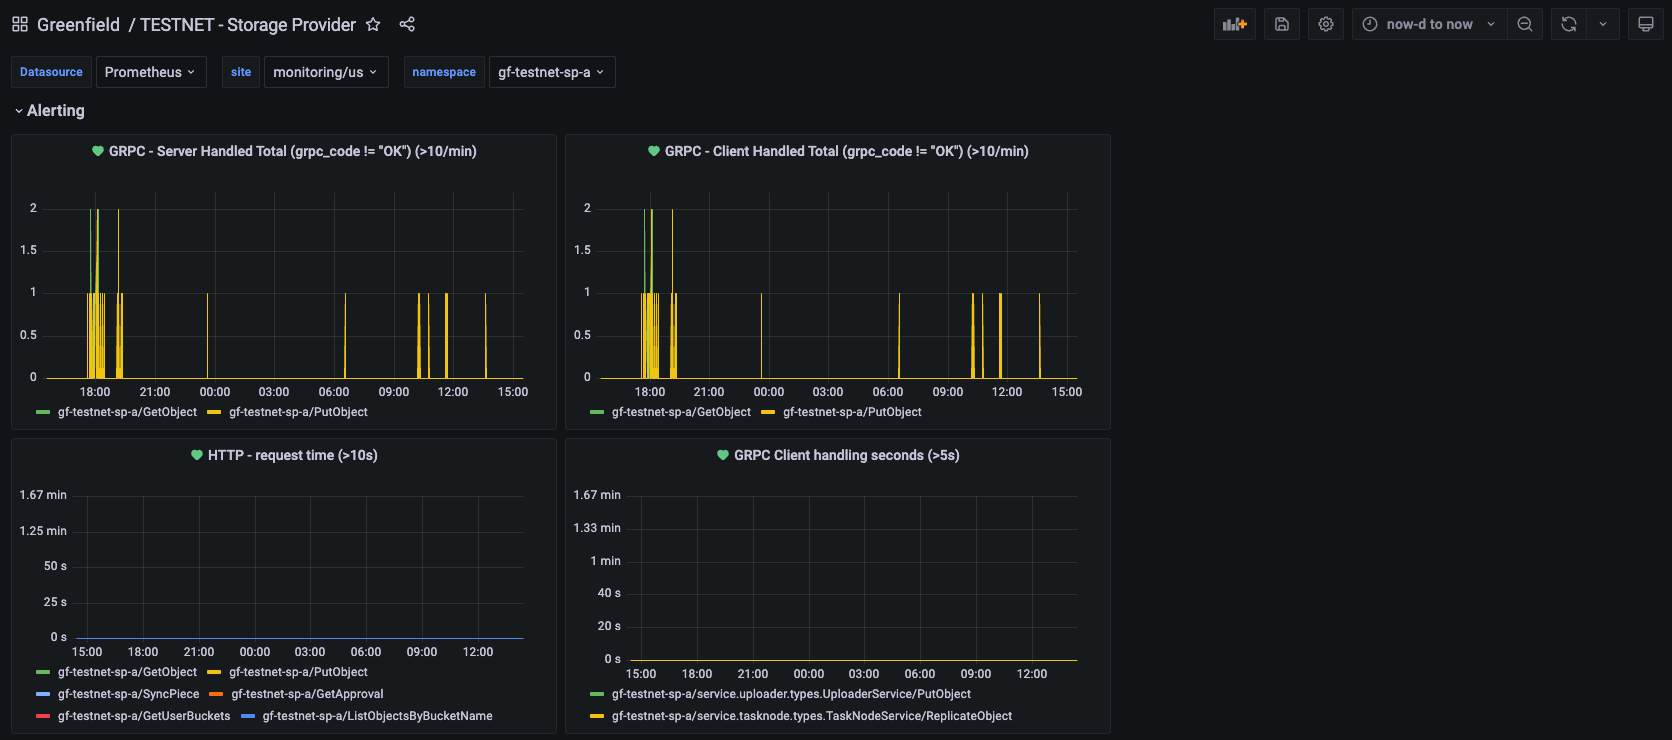 Greenfield / TESTNET - Storage Provider
now-d to now
Datasource Prometheus site monitoring/us namespace gf-testnet-sp-a
Alerting
GRPC - Server Handled Total (grpc_code != "OK") (>10/min)
2
1.5
1
0.5
0
18:00 21:00 00:00 03:00 06:00 09:00 12:00 15:00
gf-testnet-sp-a/GetObject gf-testnet-sp-a/PutObject
GRPC - Client Handled Total (grpc_code != "OK") (>10/min)
2
1.5
1
0.5
0
18:00 21:00 00:00 03:00 06:00 09:00 12:00 15:00
gf-testnet-sp-a/GetObject gf-testnet-sp-a/PutObject
HTTP - request time (>10s)
1.67 min
1.25 min
50 s
25 s
0 s
15:00 18:00 21:00 00:00 03:00 06:00 09:00 12:00
gf-testnet-sp-a/GetObject gf-testnet-sp-a/PutObject
gf-testnet-sp-a/SyncPiece gf-testnet-sp-a/GetApproval
gf-testnet-sp-a/GetUserBuckets gf-testnet-sp-a/ListObjectsByBucketName
GRPC Client handling seconds (>5s)
1.67 min
1.33 min
1 min
40 s
20 s
0 s
15:00 18:00 21:00 00:00 03:00 06:00 09:00 12:00
gf-testnet-sp-a/service.uploader.types.UploaderService/PutObject
gf-testnet-sp-a/service.tasknode.types.TaskNodeService/ReplicateObject